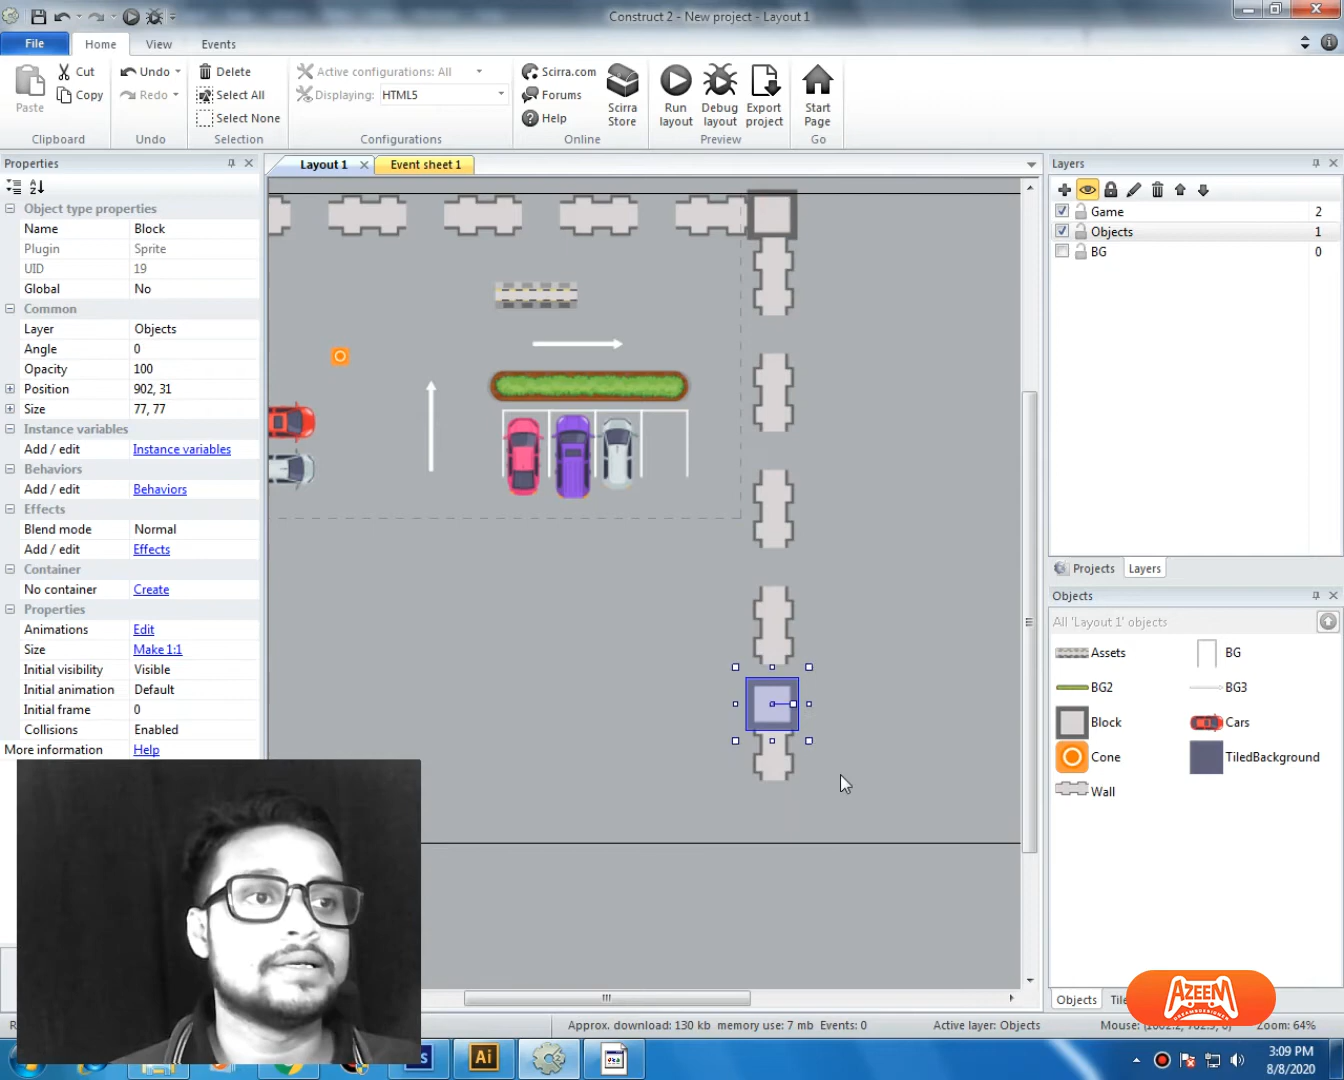 Construct 2 - New project - Layout 1
File Home View Events
Paste
Cut
Copy
Clipboard
Undo
Redo
Undo
Delete
Select All
Select None
Selection
Active configurations: All
Displaying: HTML5
Configurations
Scirra.com
Forums
Help
Scirra
Store
Online
Run
layout
Debug
layout
Export
project
Preview
Start
Page
Go
Properties
Object type properties
Name Block
Plugin Sprite
UID 19
Global No
Common
Layer Objects
Angle 0
Opacity 100
Position 902, 31
Size 77, 77
Instance variables
Add / edit Instance variables
Behaviors
Add / edit Behaviors
Effects
Blend mode Normal
Add / edit Effects
Container
No container Create
Properties
Animations Edit
Size Make 1:1
Initial visibility Visible
Initial animation Default
Initial frame 0
Collisions Enabled
More information Help
Layout 1 Event sheet 1
Layers
Game 2
Objects 1
BG 0
Projects Layers
Objects
All 'Layout 1' objects
Assets BG
BG2 BG3
Block Cars
Cone TiledBackground
Wall
Objects
AZEEM
Approx. download: 130 kb memory use: 7 mb Events: 0 Active layer: Objects Mouse: Zoom: 64%
Ai
3:09 PM
8/8/2020